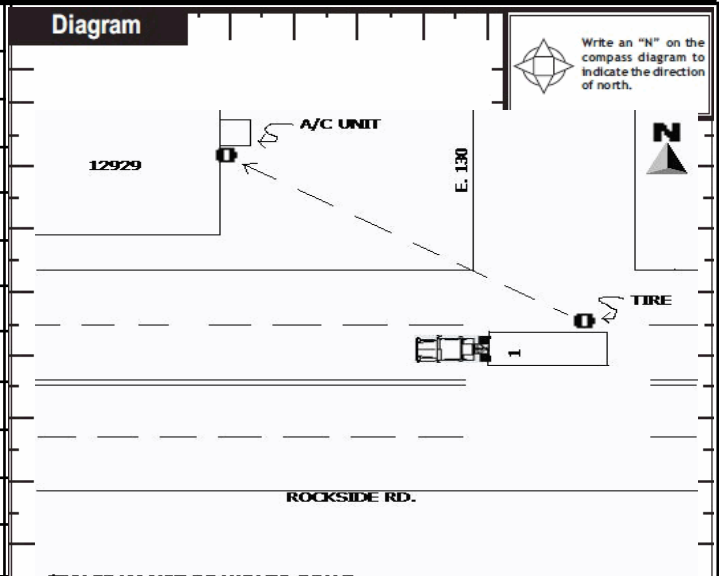 Diagram
Write an “N” on the
compass diagram to
indicate the direction
of north.
A/C UNIT
N
12929
E. 130
TIRE
1
ROCKSIDE RD.